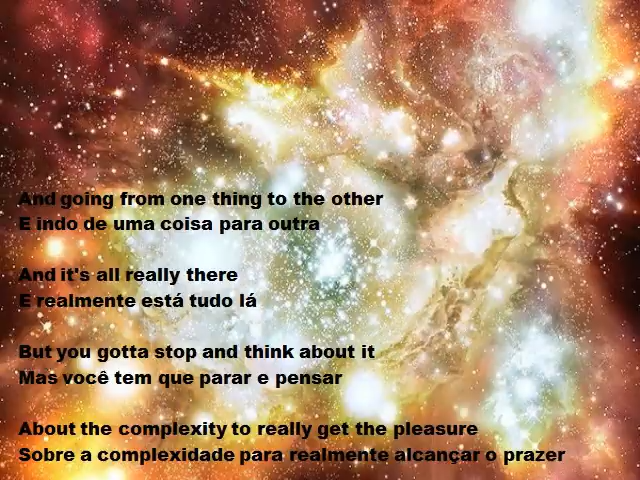 And going from one thing to the other
E indo de uma coisa para outra
And it's all really there
E realmente está tudo lá
But you gotta stop and think about it
Mas você tem que parar e pensar
About the complexity to really get the pleasure
Sobre a complexidade para realmente alcançar o prazer